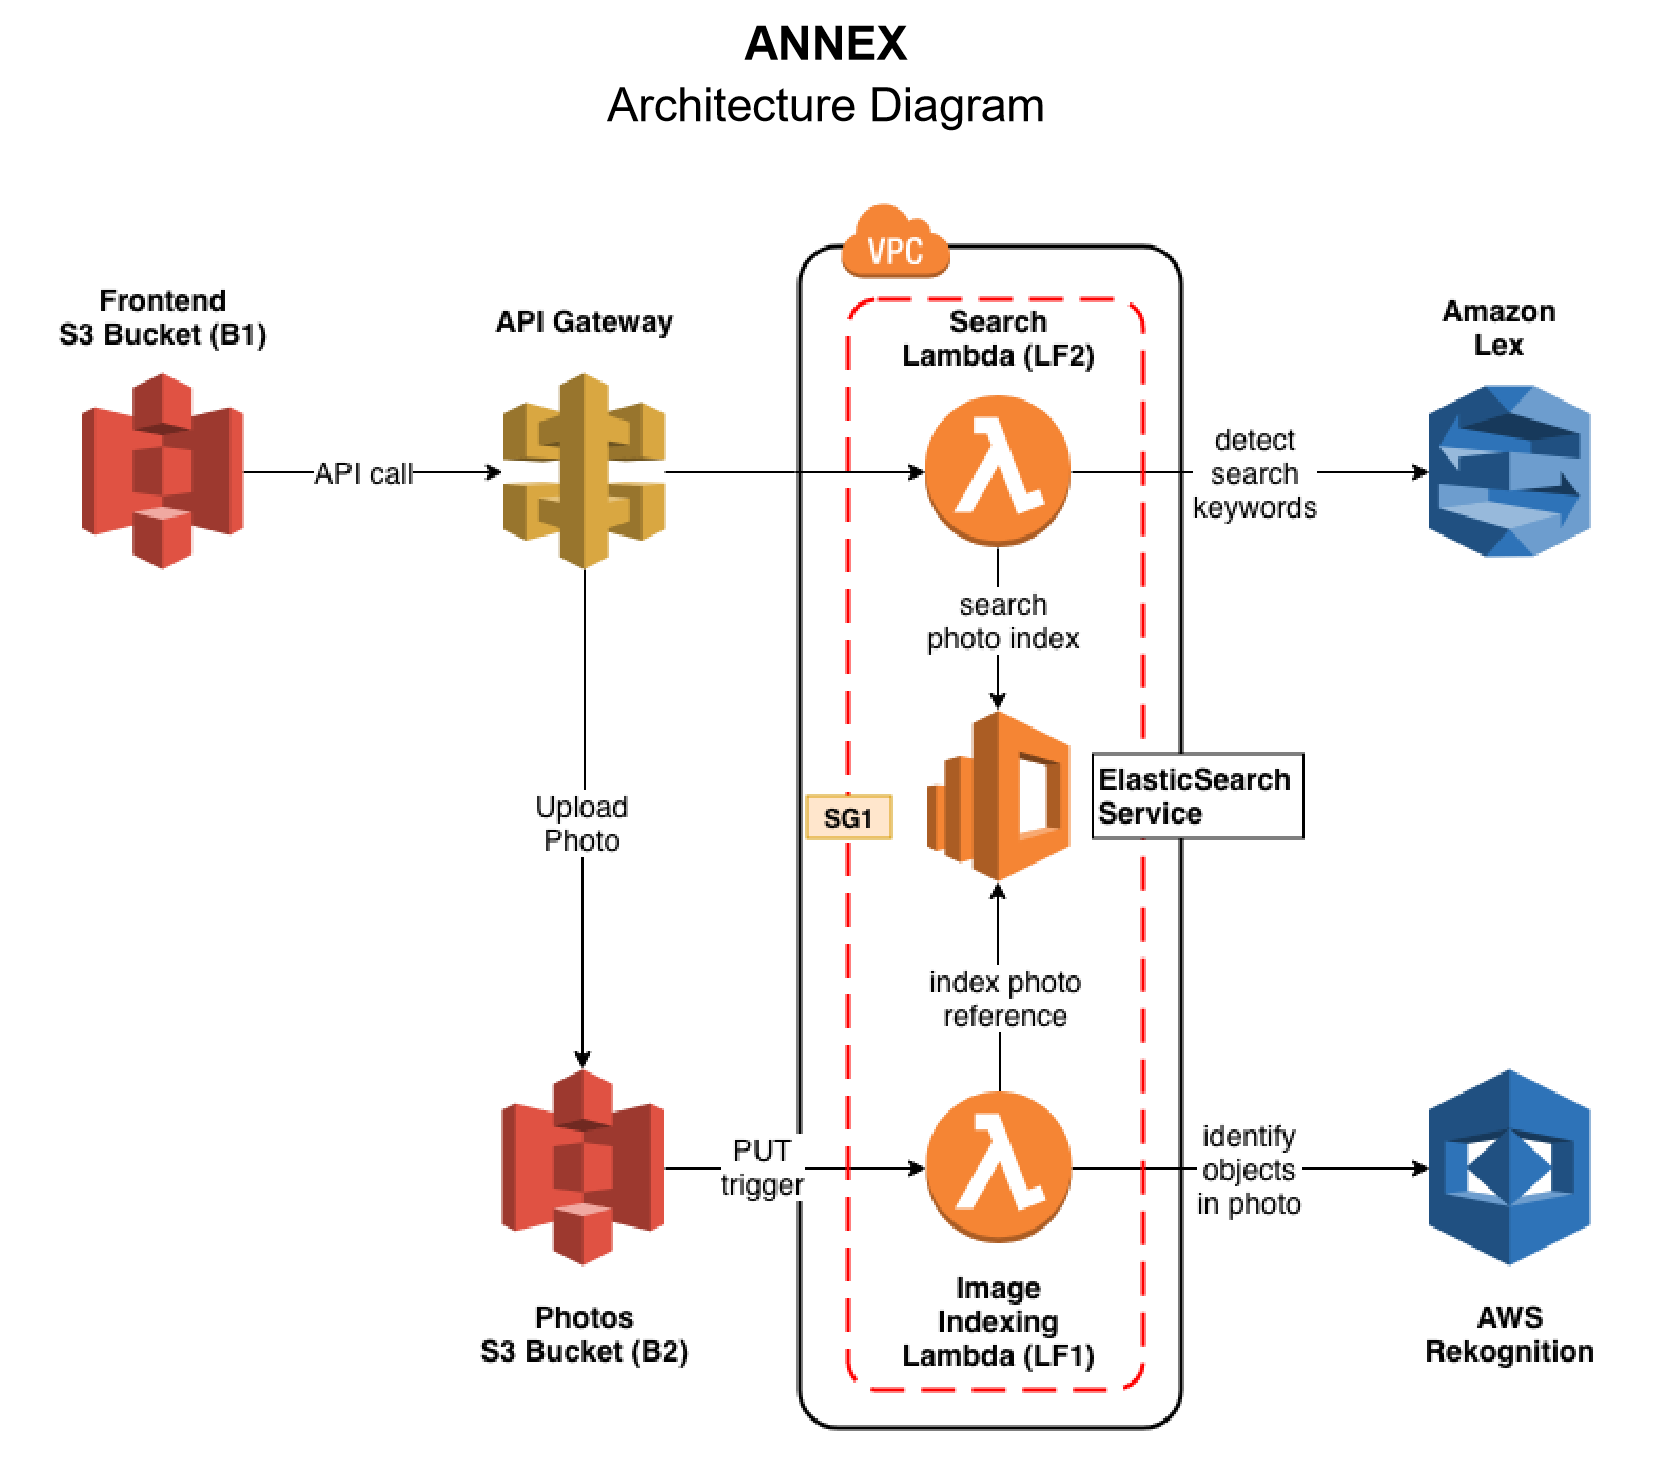 ANNEX
Architecture Diagram
VPC
Frontend
S3 Bucket (B1)
API Gateway
Search
Lambda (LF2)
Amazon
Lex
API call
detect
search
keywords
search
photo index
Upload
Photo
SG1
ElasticSearch
Service
index photo
reference
PUT
trigger
identify
objects
in photo
Photos
S3 Bucket (B2)
Image
Indexing
Lambda (LF1)
AWS
Rekognition